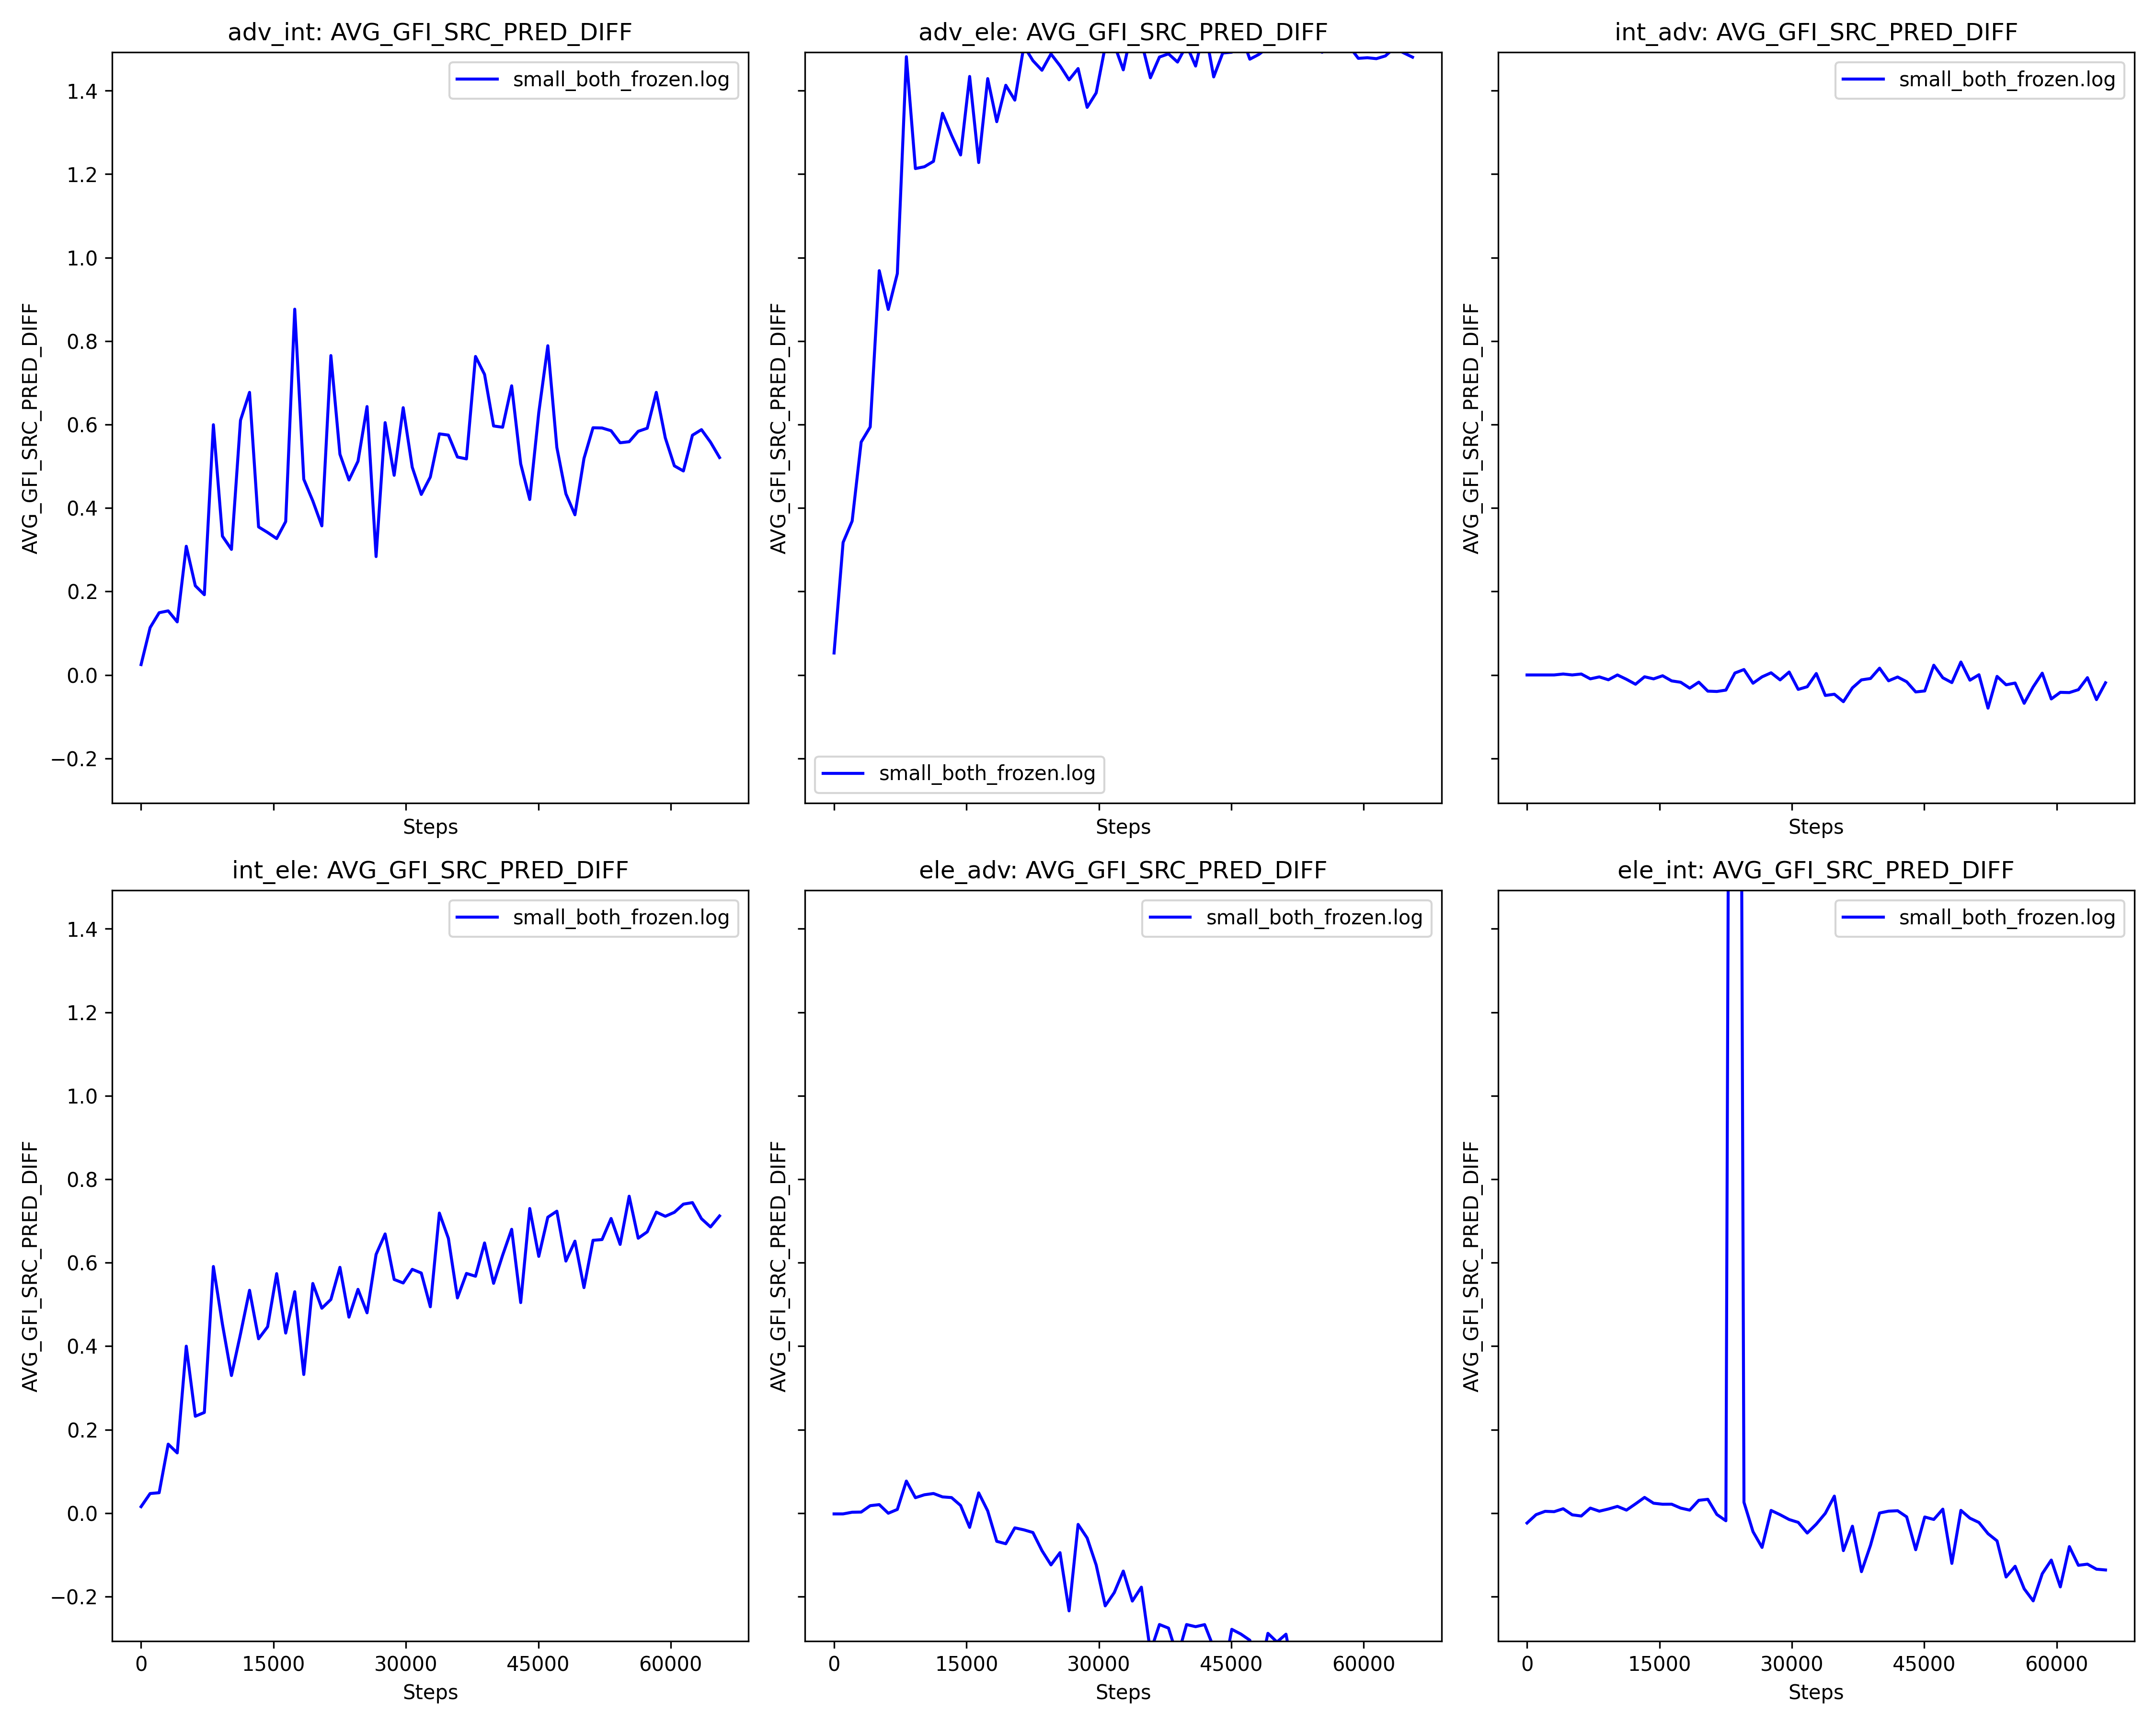 adv_int: AVG_GFI_SRC_PRED_DIFF
adv_ele: AVG_GFI_SRC_PRED_DIFF
int_adv: AVG_GFI_SRC_PRED_DIFF
small_both_frozen.log
small_both_frozen.log
small_both_frozen.log
AVG_GFI_SRC_PRED_DIFF
AVG_GFI_SRC_PRED_DIFF
AVG_GFI_SRC_PRED_DIFF
1.4
1.2
1.0
0.8
0.6
0.4
0.2
0.0
−0.2
Steps
Steps
Steps
int_ele: AVG_GFI_SRC_PRED_DIFF
ele_adv: AVG_GFI_SRC_PRED_DIFF
ele_int: AVG_GFI_SRC_PRED_DIFF
small_both_frozen.log
small_both_frozen.log
small_both_frozen.log
AVG_GFI_SRC_PRED_DIFF
AVG_GFI_SRC_PRED_DIFF
AVG_GFI_SRC_PRED_DIFF
1.4
1.2
1.0
0.8
0.6
0.4
0.2
0.0
−0.2
0 15000 30000 45000 60000
0 15000 30000 45000 60000
0 15000 30000 45000 60000
Steps
Steps
Steps